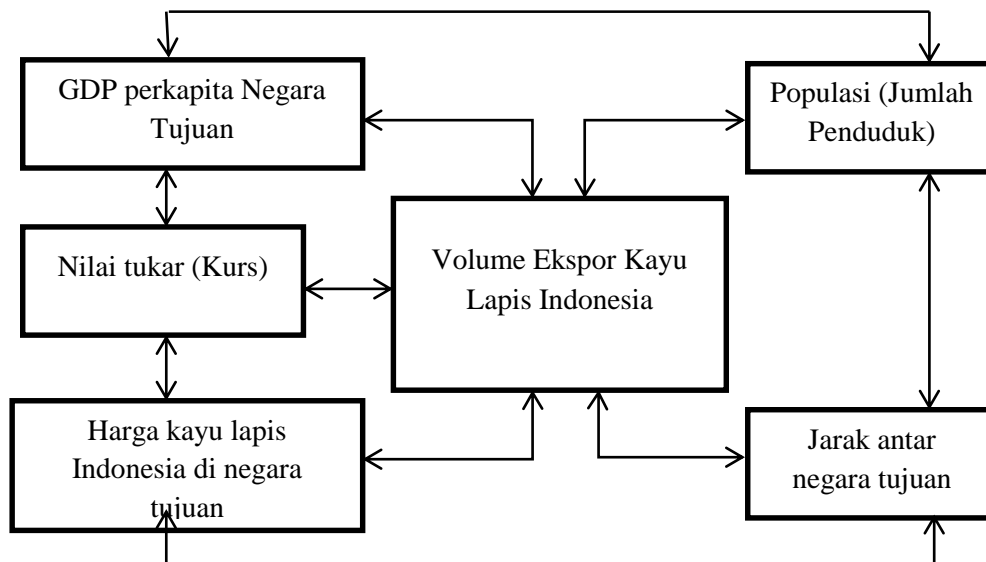 GDP perkapita Negara
Tujuan
Populasi (Jumlah
Penduduk)
Nilai tukar (Kurs)
Volume Ekspor Kayu
Lapis Indonesia
Harga kayu lapis
Indonesia di negara
tujuan
Jarak antar
negara tujuan